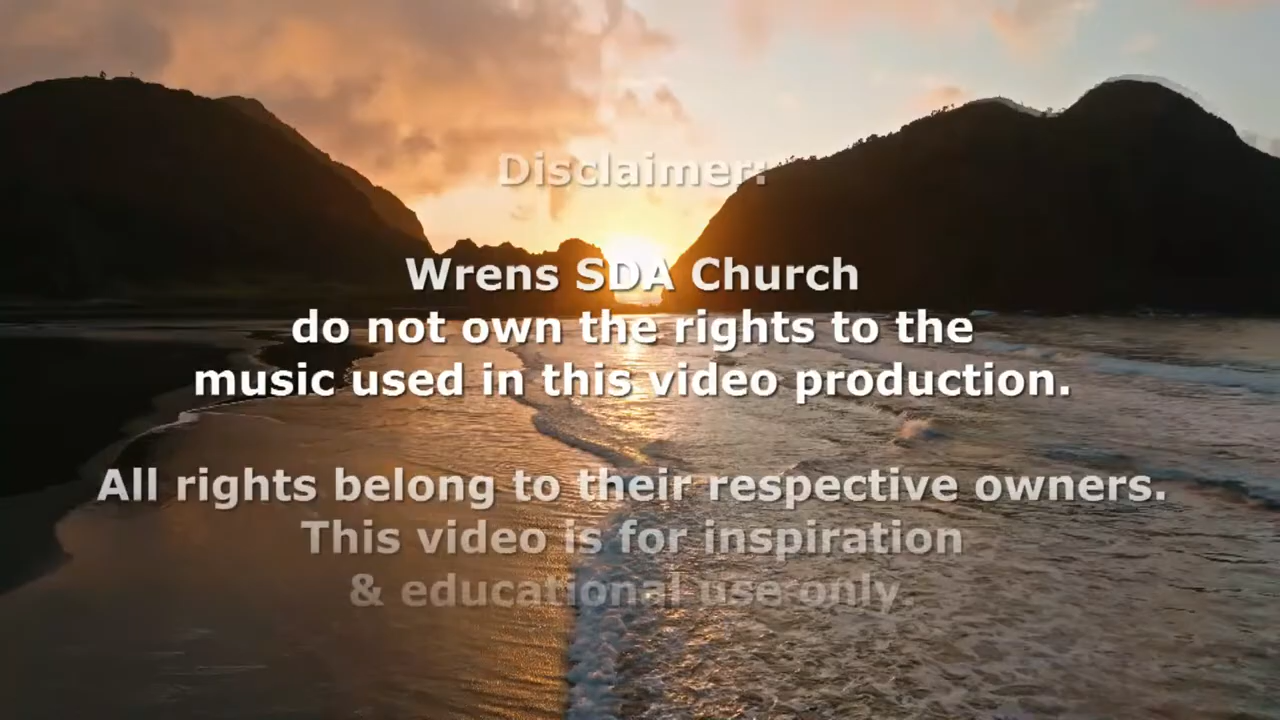 Disclaimer:
Wrens SDA Church
do not own the rights to the
music used in this video production.
All rights belong to their respective owners.
This video is for inspiration
& educational use only.